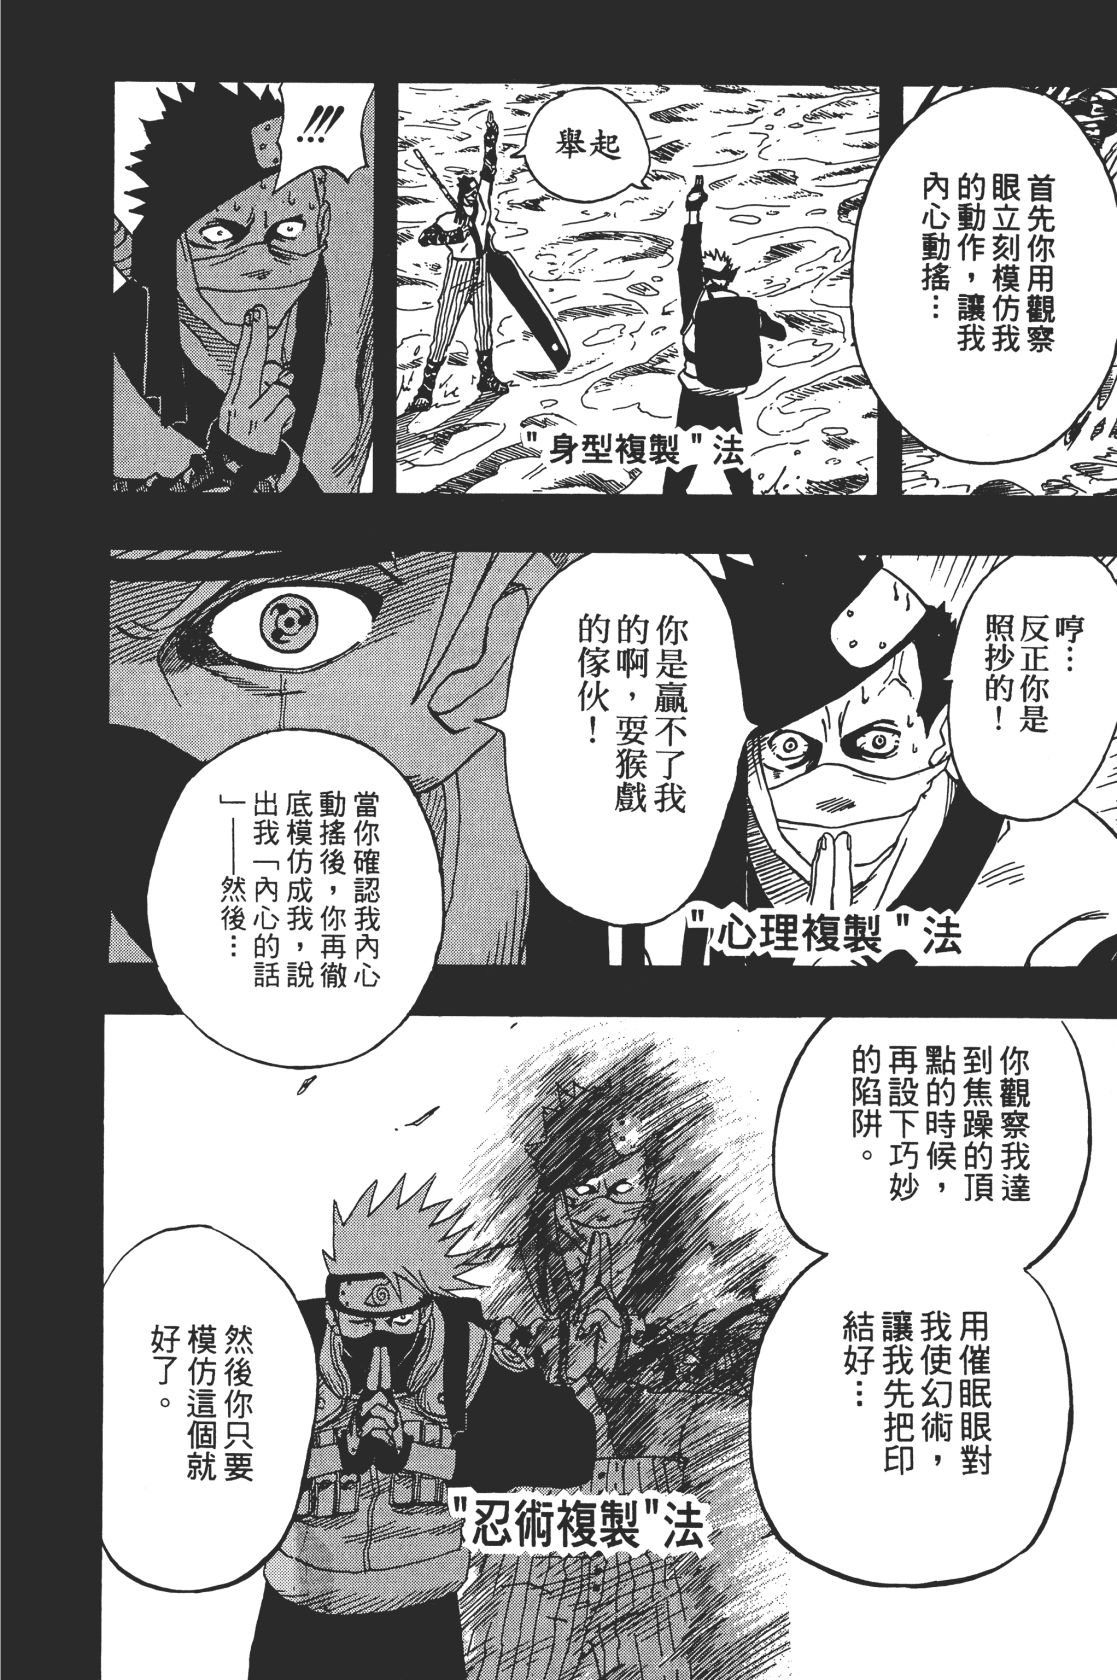 首先你用觀察
眼立刻模仿我
的動作，讓我
內心動搖…
舉起
"身型複製"法
!!!
哼…
反正你是
照抄的！
你是贏不了我
的啊，耍猴戲
的傢伙！
"心理複製"法
當你確認我內心
動搖後，你再徹
底模仿成我，說
出我「內心的話
」——然後…
你觀察我達
到焦躁的頂
點的時候，
再設下巧妙
的陷阱。
用催眠眼對
我使幻術，
讓我先把印
結好…
"忍術複製"法
然後你只要
模仿這個就
好了。